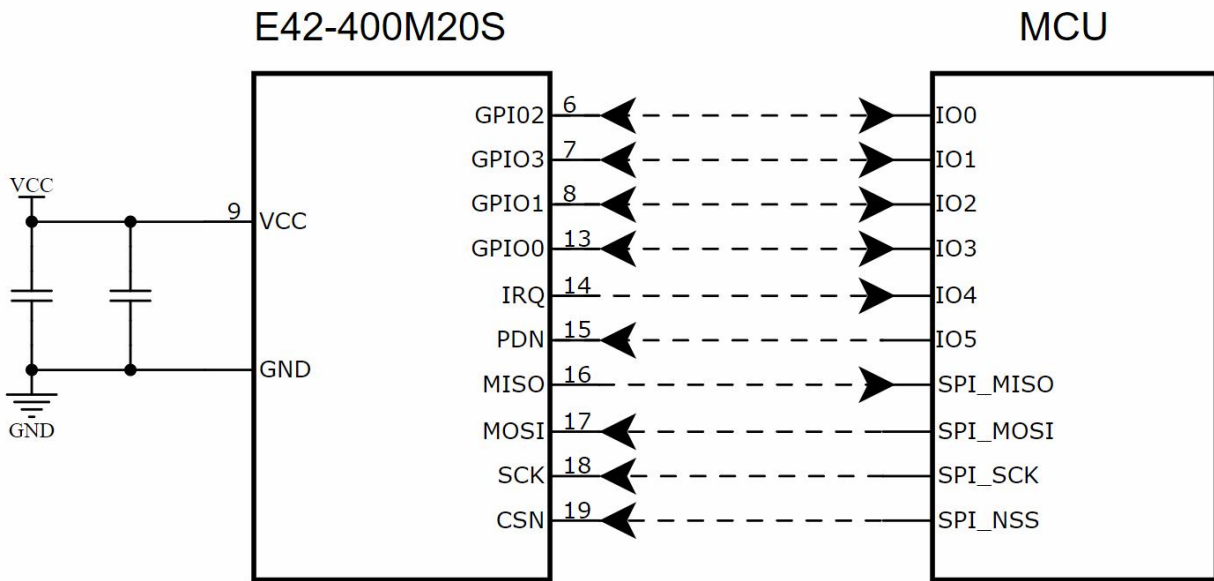 E42-400M20S MCU
GPI02 6 IO0
GPIO3 7 IO1
GPIO1 8 IO2
VCC
9 VCC
GPIO0 13 IO3
IRQ 14 IO4
PDN 15 IO5
GND
MISO 16 SPI_MISO
GND
MOSI 17 SPI_MOSI
SCK 18 SPI_SCK
CSN 19 SPI_NSS